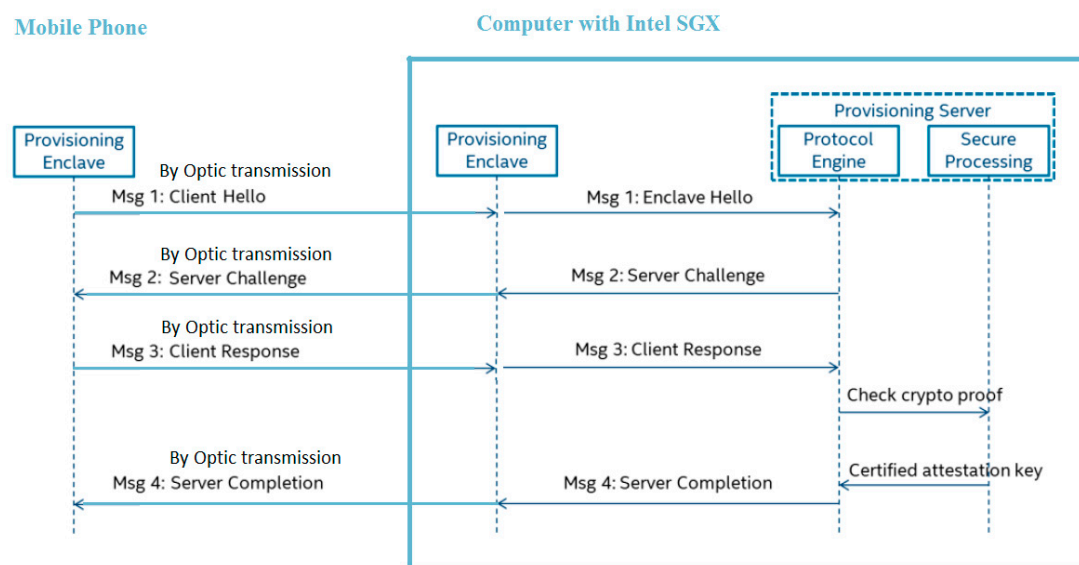 Mobile Phone
Computer with Intel SGX
Provisioning Server
Provisioning
Enclave
Provisioning
Enclave
Protocol
Engine
Secure
Processing
By Optic transmission
Msg 1: Client Hello
Msg 1: Enclave Hello
By Optic transmission
Msg 2: Server Challenge
Msg 2: Server Challenge
By Optic transmission
Msg 3: Client Response
Msg 3: Client Response
Check crypto proof
By Optic transmission
Msg 4: Server Completion
Msg 4: Server Completion
Certified attestation key